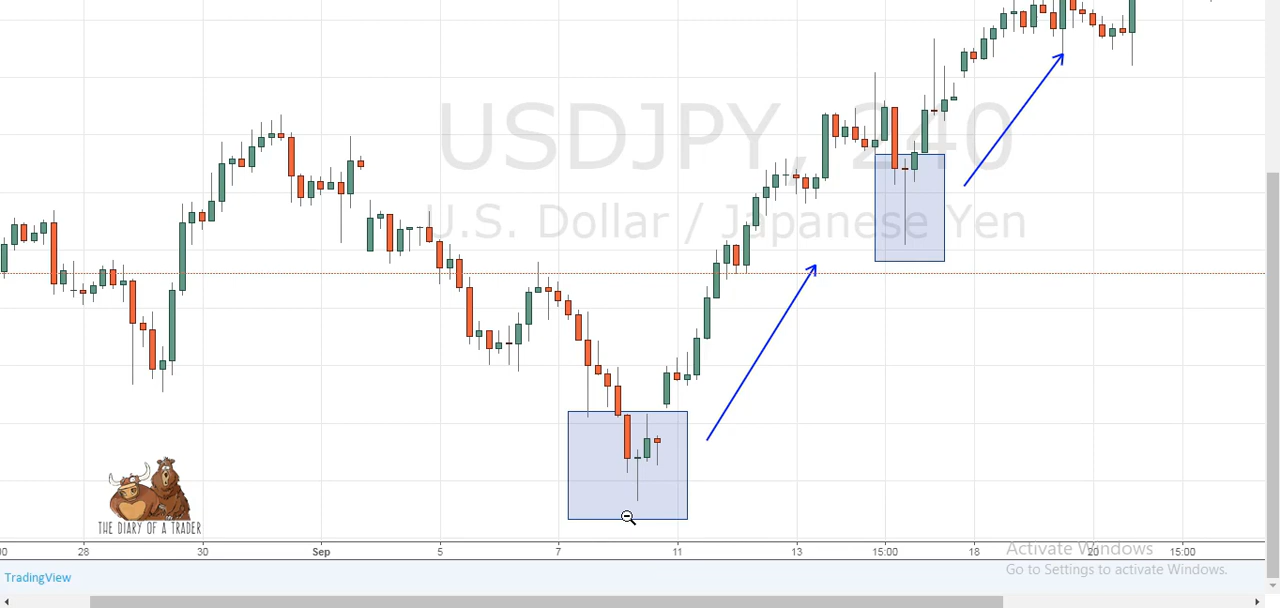 USDJPY, 240
U.S. Dollar / Japanese Yen
THE DIARY OF A TRADER
28
30
Sep
5
7
11
13
15:00
18
20
15:00
Activate Windows
Go to Settings to activate Windows.
TradingView